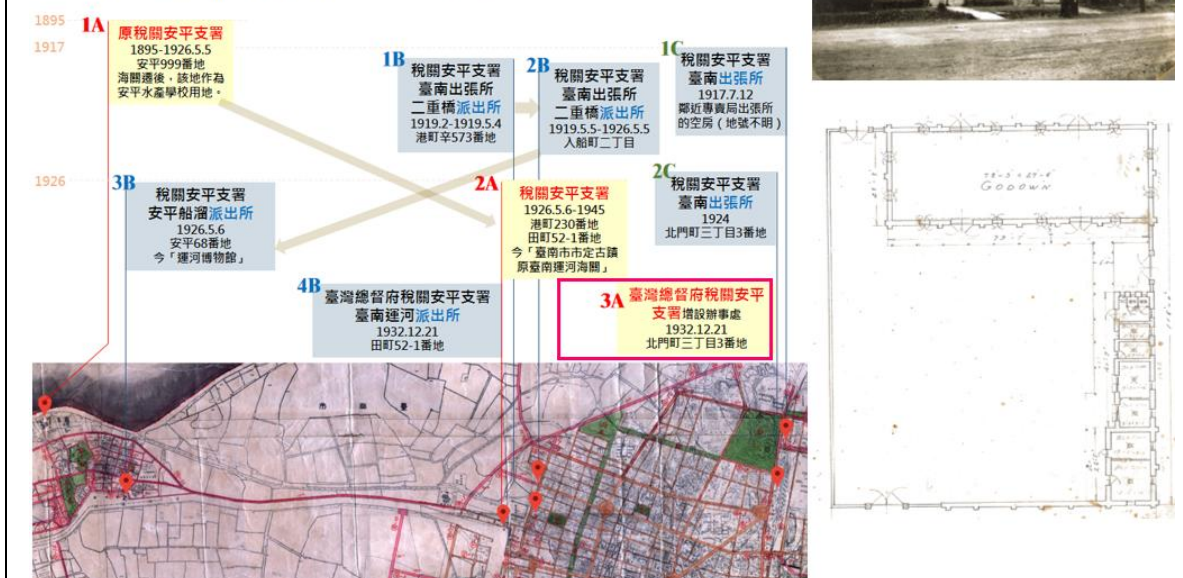 1895
1917
1926
1A
原稅關安平支署
1895-1926.5.5
安平999番地
海關遷後，該地作為
安平水產學校用地。
1B
稅關安平支署
臺南出張所
二重橋派出所
1919.2-1919.5.4
港町辛573番地
2B
稅關安平支署
臺南出張所
二重橋派出所
1919.5.5-1926.5.5
入船町二丁目
1C
稅關安平支署
臺南出張所
1917.7.12
鄰近專賣局出張所
的空房（地號不明）
3B
稅關安平支署
安平船溜派出所
1926.5.6
安平68番地
今「運河博物館」
2A
稅關安平支署
1926.5.6-1945
港町230番地
田町52-1番地
今「臺南市市定古蹟
原臺南運河海關」
2C
稅關安平支署
臺南出張所
1924
北門町三丁目3番地
4B
臺灣總督府稅關安平支署
臺南運河派出所
1932.12.21
田町52-1番地
3A
臺灣總督府稅關安平
支署增設辦事處
1932.12.21
北門町三丁目3番地
GODOWN